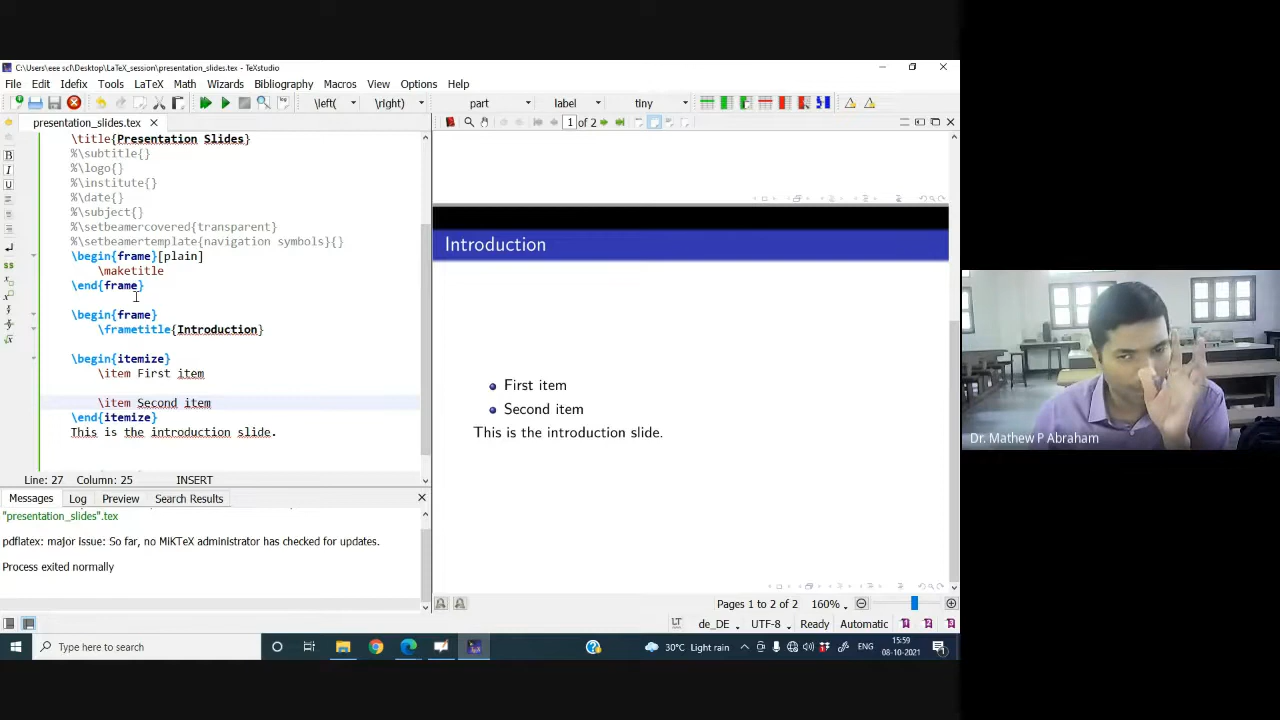 C:\Users\eee scl\Desktop\LaTeX_session\presentation_slides.tex - TeXstudio
File Edit Idefix Tools LaTeX Math Wizards Bibliography Macros View Options Help
\left( \right) part label tiny
presentation_slides.tex
1 of 2
\title{Presentation Slides}
%\subtitle{}
%\logo{}
%\institute{}
%\date{}
%\subject{}
%\setbeamercovered{transparent}
%\setbeamertemplate{navigation symbols}{}
\begin{frame}[plain]
\maketitle
\end{frame}
\begin{frame}
\frametitle{Introduction}
\begin{itemize}
\item First item
\item Second item
\end{itemize}
This is the introduction slide.
Line: 27 Column: 25 INSERT
Messages Log Preview Search Results
"presentation_slides".tex
pdflatex: major issue: So far, no MiKTeX administrator has checked for updates.
Process exited normally
Introduction
First item
Second item
This is the introduction slide.
Pages 1 to 2 of 2 160%
de_DE UTF-8 Ready Automatic
Type here to search
30°C Light rain
ENG
15:59
08-10-2021
Dr. Mathew P Abraham